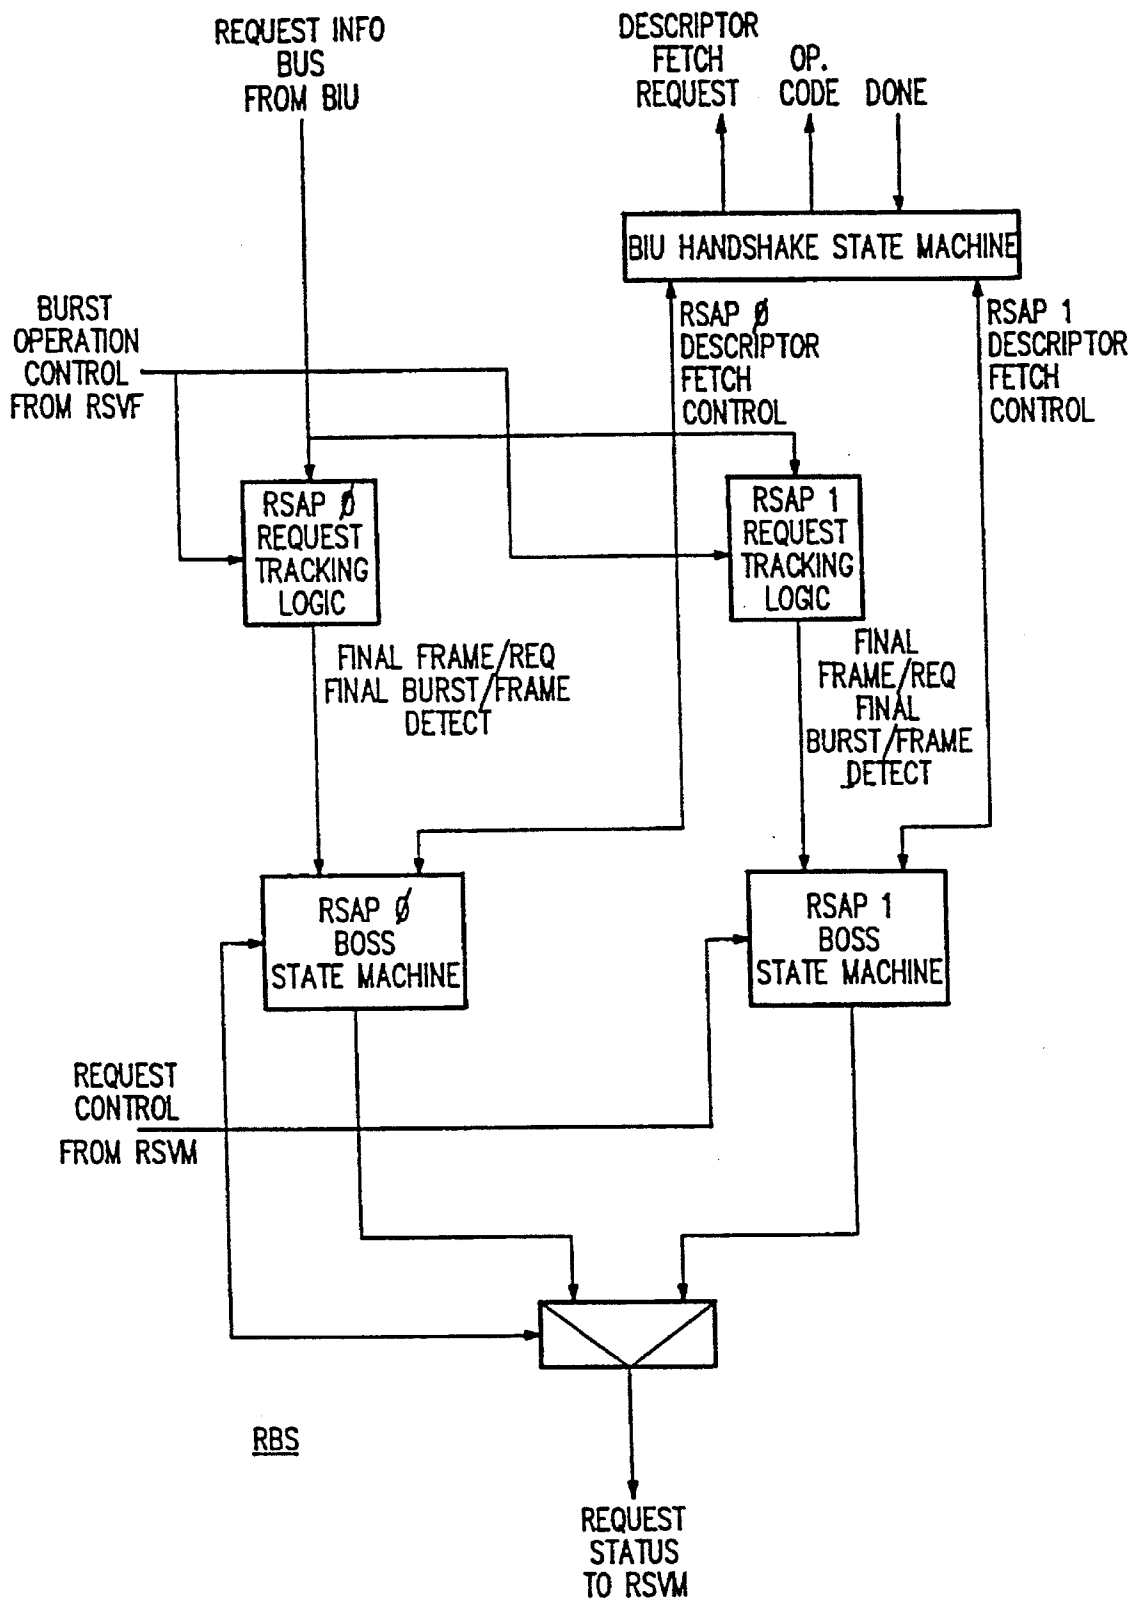 REQUEST INFO
BUS
FROM BIU
DESCRIPTOR
FETCH
REQUEST
OP.
CODE
DONE
BIU HANDSHAKE STATE MACHINE
BURST
OPERATION
CONTROL
FROM RSVF
RSAP 0
DESCRIPTOR
FETCH
CONTROL
RSAP 1
DESCRIPTOR
FETCH
CONTROL
RSAP 0
REQUEST
TRACKING
LOGIC
RSAP 1
REQUEST
TRACKING
LOGIC
FINAL FRAME/REQ
FINAL BURST/FRAME
DETECT
FINAL
FRAME/REQ
FINAL
BURST/FRAME
DETECT
RSAP 0
BOSS
STATE MACHINE
RSAP 1
BOSS
STATE MACHINE
REQUEST
CONTROL
FROM RSVM
RBS
REQUEST
STATUS
TO RSVM